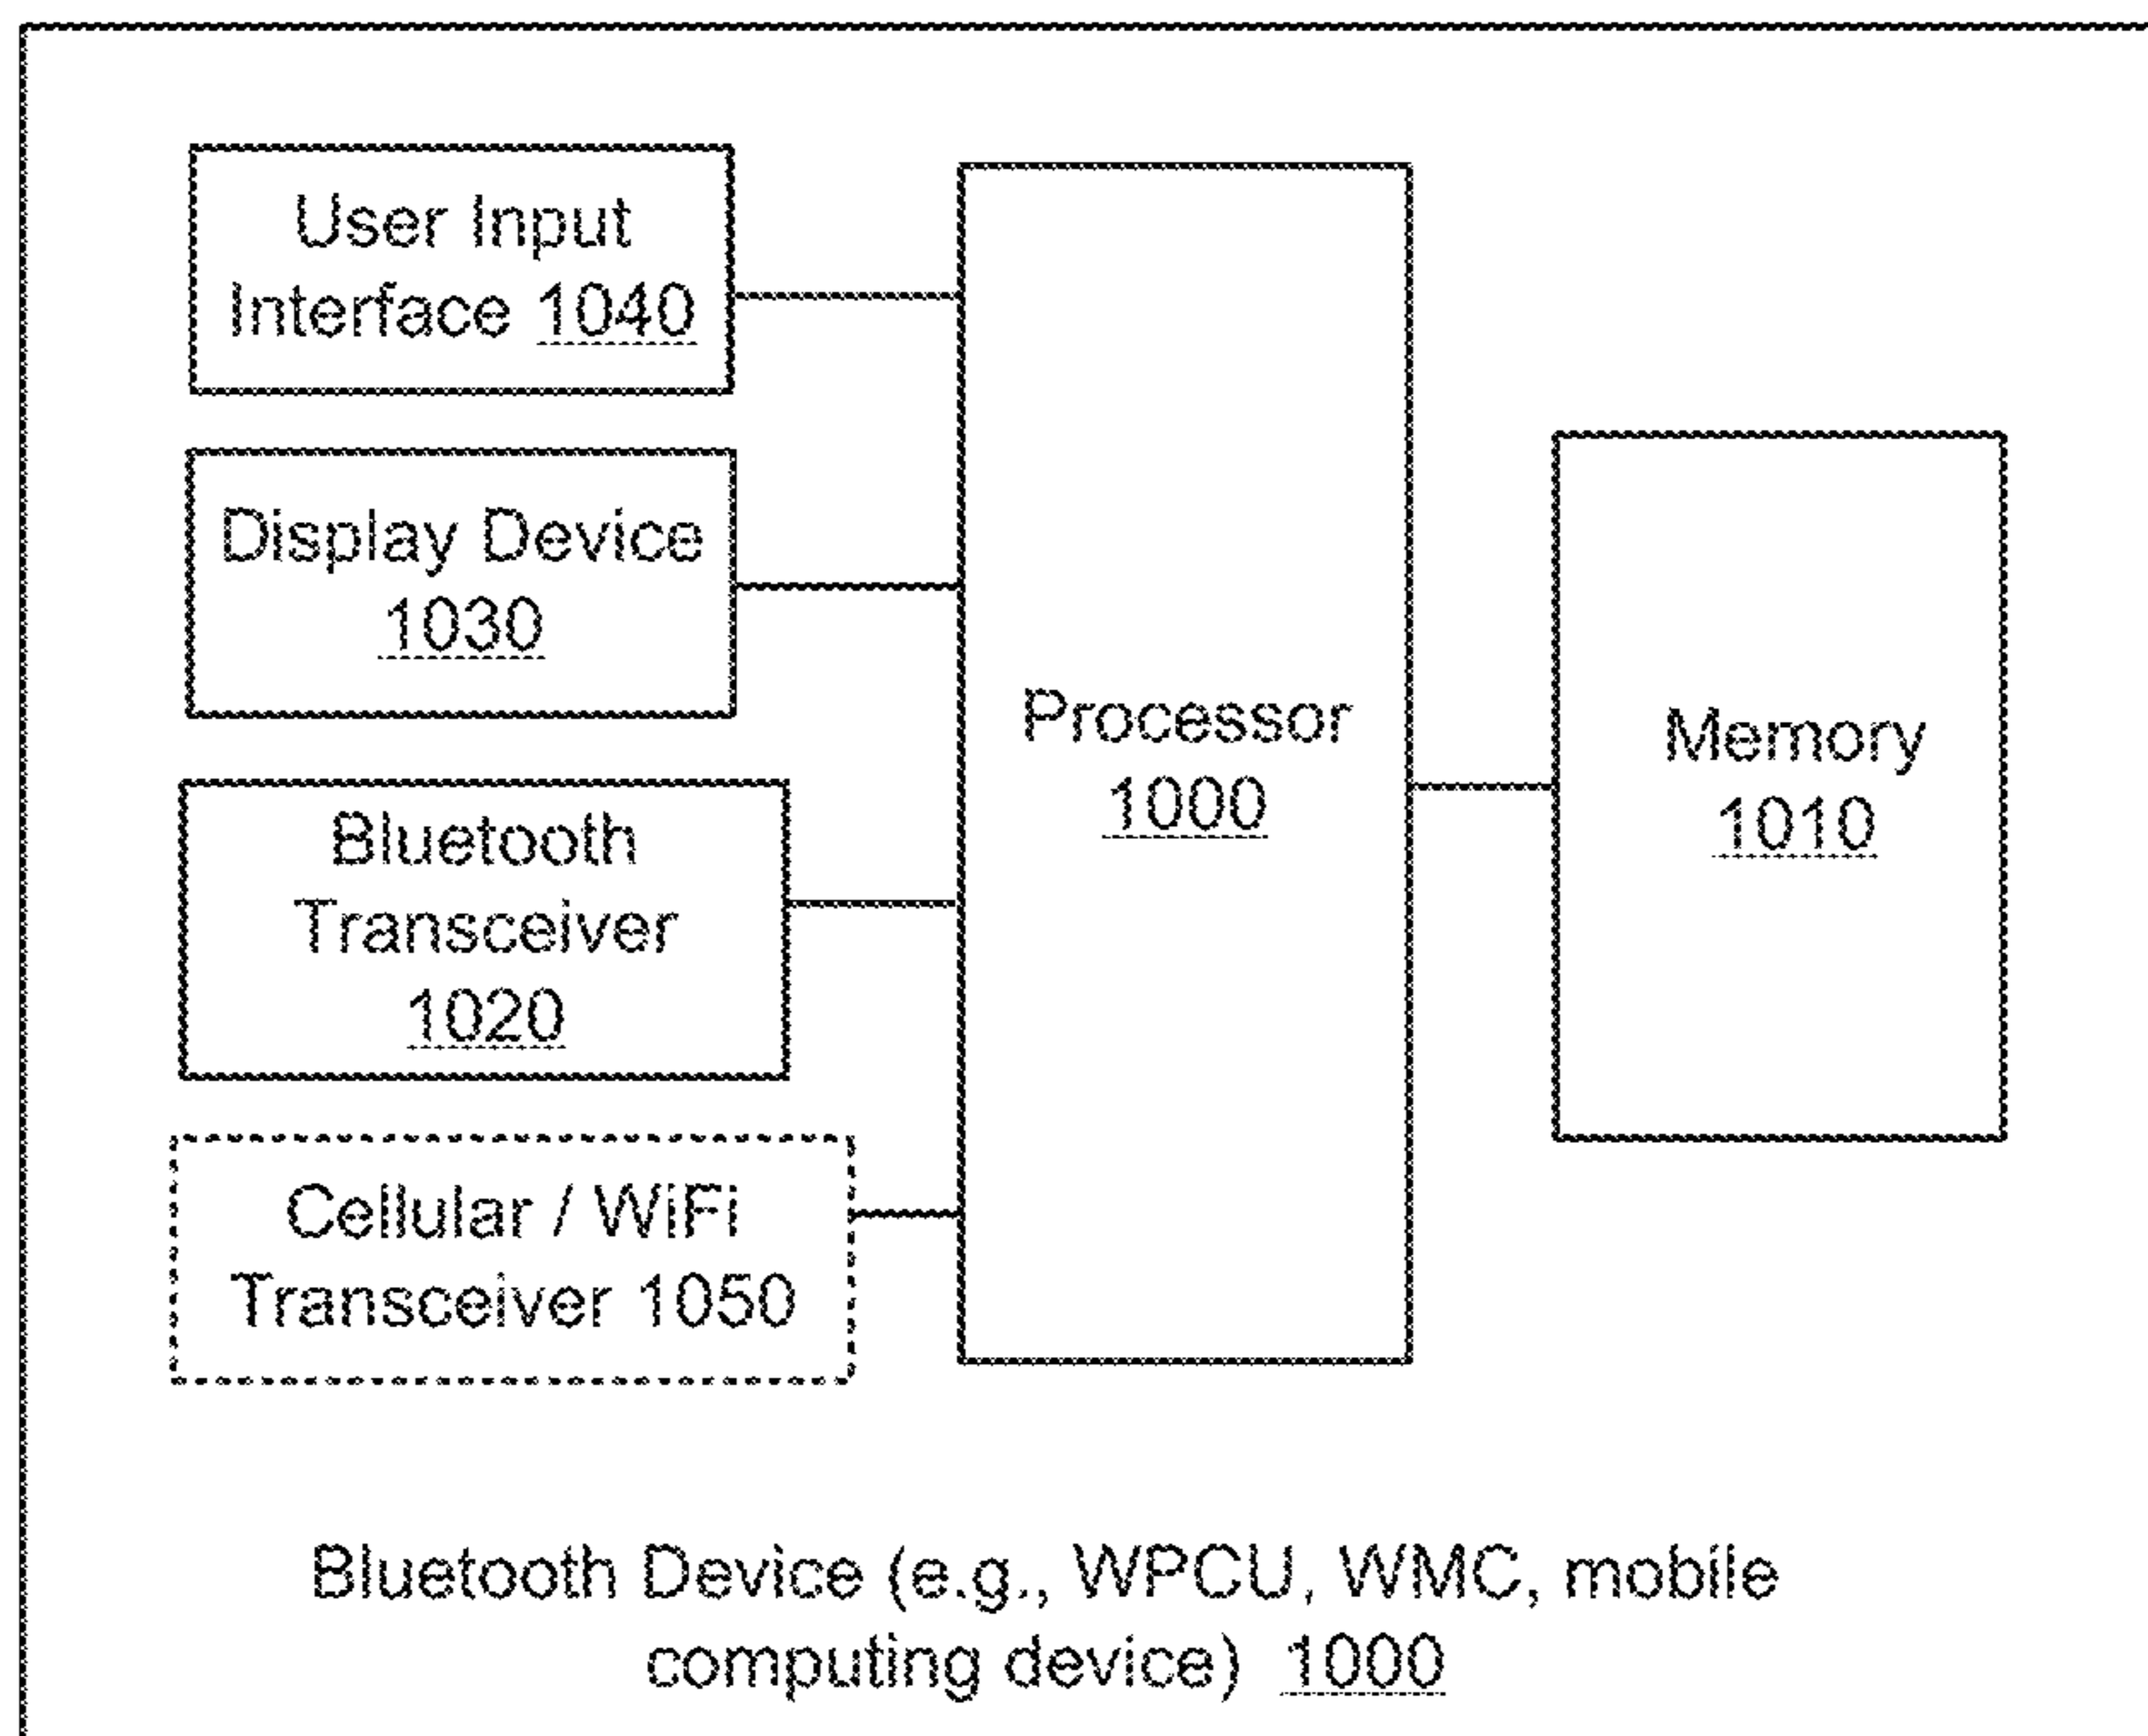 User Input
Interface 1040
Display Device
1030
Bluetooth
Transceiver
1020
Cellular / WiFi
Transceiver 1050
Processor
1000
Memory
1010
Bluetooth Device (e.g., WPCU, WMC, mobile
computing device) 1000